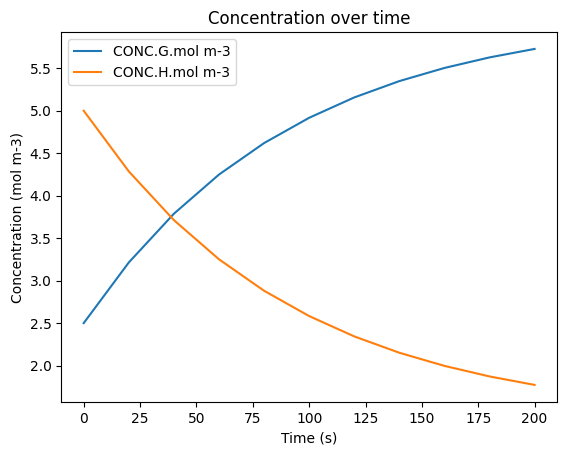 Concentration over time
CONC.G.mol m-3
CONC.H.mol m-3
Concentration (mol m-3)
5.5
5.0
4.5
4.0
3.5
3.0
2.5
2.0
0 25 50 75 100 125 150 175 200
Time (s)